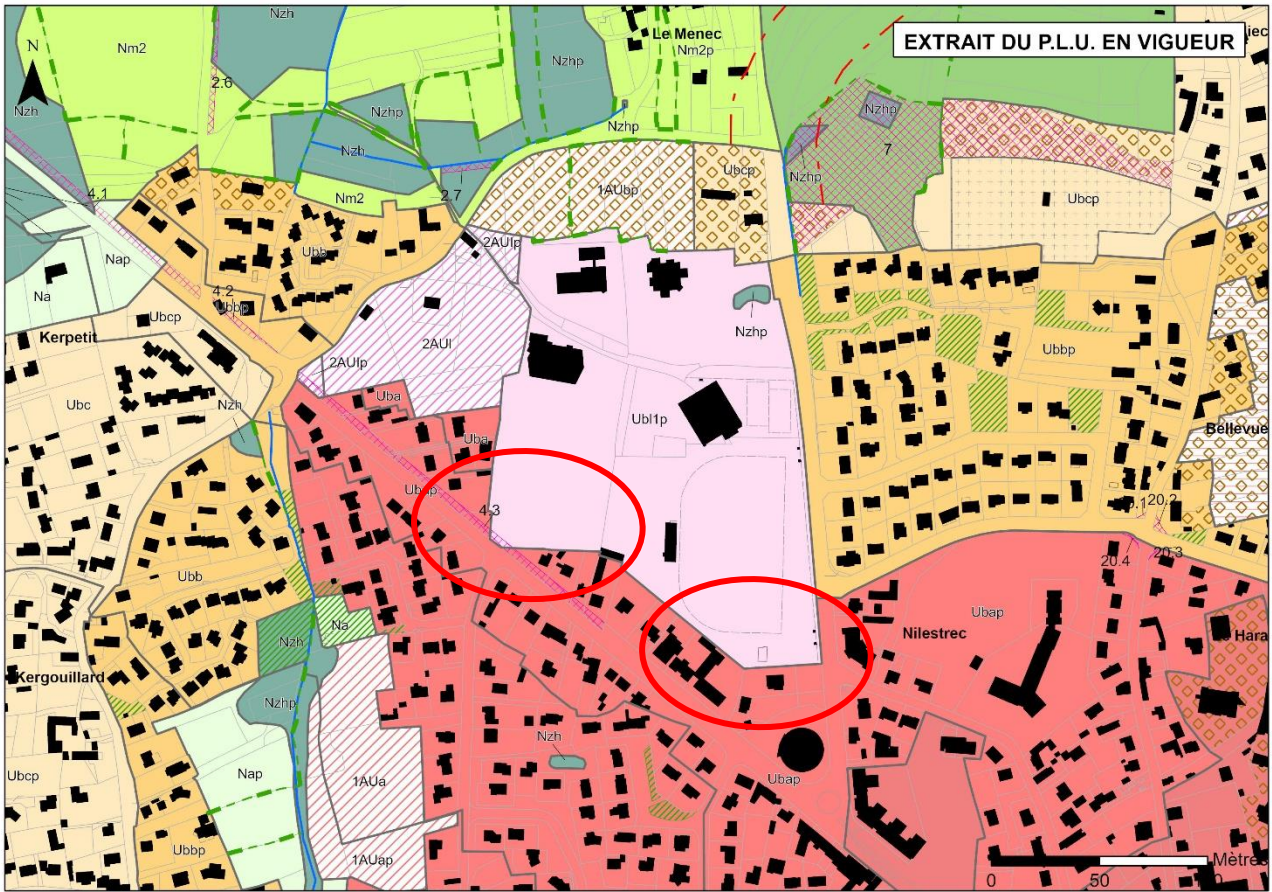 EXTRAIT DU P.L.U. EN VIGUEUR
N
Nzh
Nm2
2.6
Nzhp
Le Menec
Nm2p
Nzh
Nzhp
Nzhp
Nzhp
Nzh
7
4.1
Nm2
2.7
1AUbp
Ubcp
Nzhp
Ubcp
2AUlp
Ubb
Nap
Na
4.2
Ubbp
Ubcp
Kerpetit
Nzhp
2AUl
2AUlp
Ubbp
Ubc
Uba
Nzh
Ubl1p
Bellevue
Uba
4.3
20.2
20.3
20.4
Ubb
Ubap
Na
Nilestrec
Nzh
Kergouillard
Nzhp
Nzh
Nap
Ubcp
1AUa
Ubap
Ubbp
1AUap
Mètres
0
50